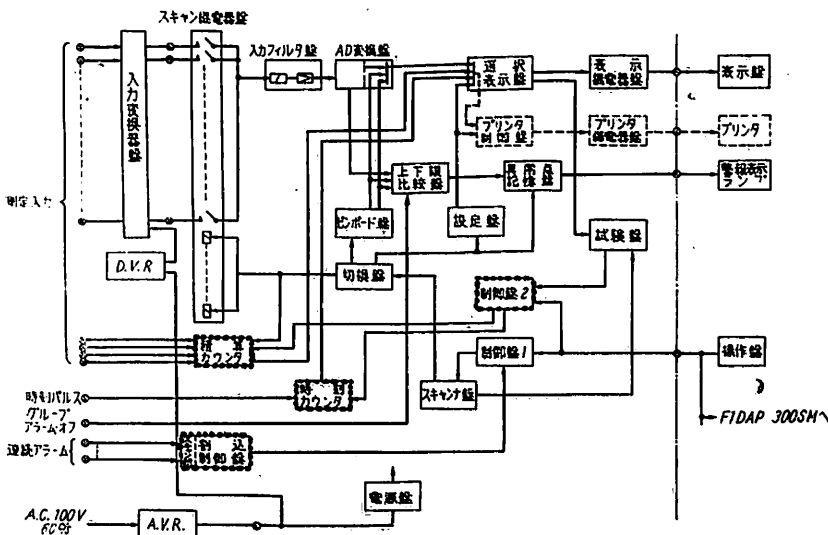 スキャン継電器盤
入力変換器盤
入力フィルタ盤
AD変換盤
選択
表示盤
表示
継電器盤
表示盤
プリンタ
制御盤
プリンタ
継電器盤
プリンタ
上下限
比較盤
異常点
記憶盤
警報表示
ランプ
測定入力
ピンボード盤
設定盤
試験盤
D.V.R
切換盤
制御盤2
積算
カウンタ
制御盤1
操作盤
時刻パルス
時刻
カウンタ
スキャナ盤
グループ
アラームオフ
FIDAP 300SMへ
連続アラーム
割込
制御盤
電源盤
A.C.100V
A.V.R.